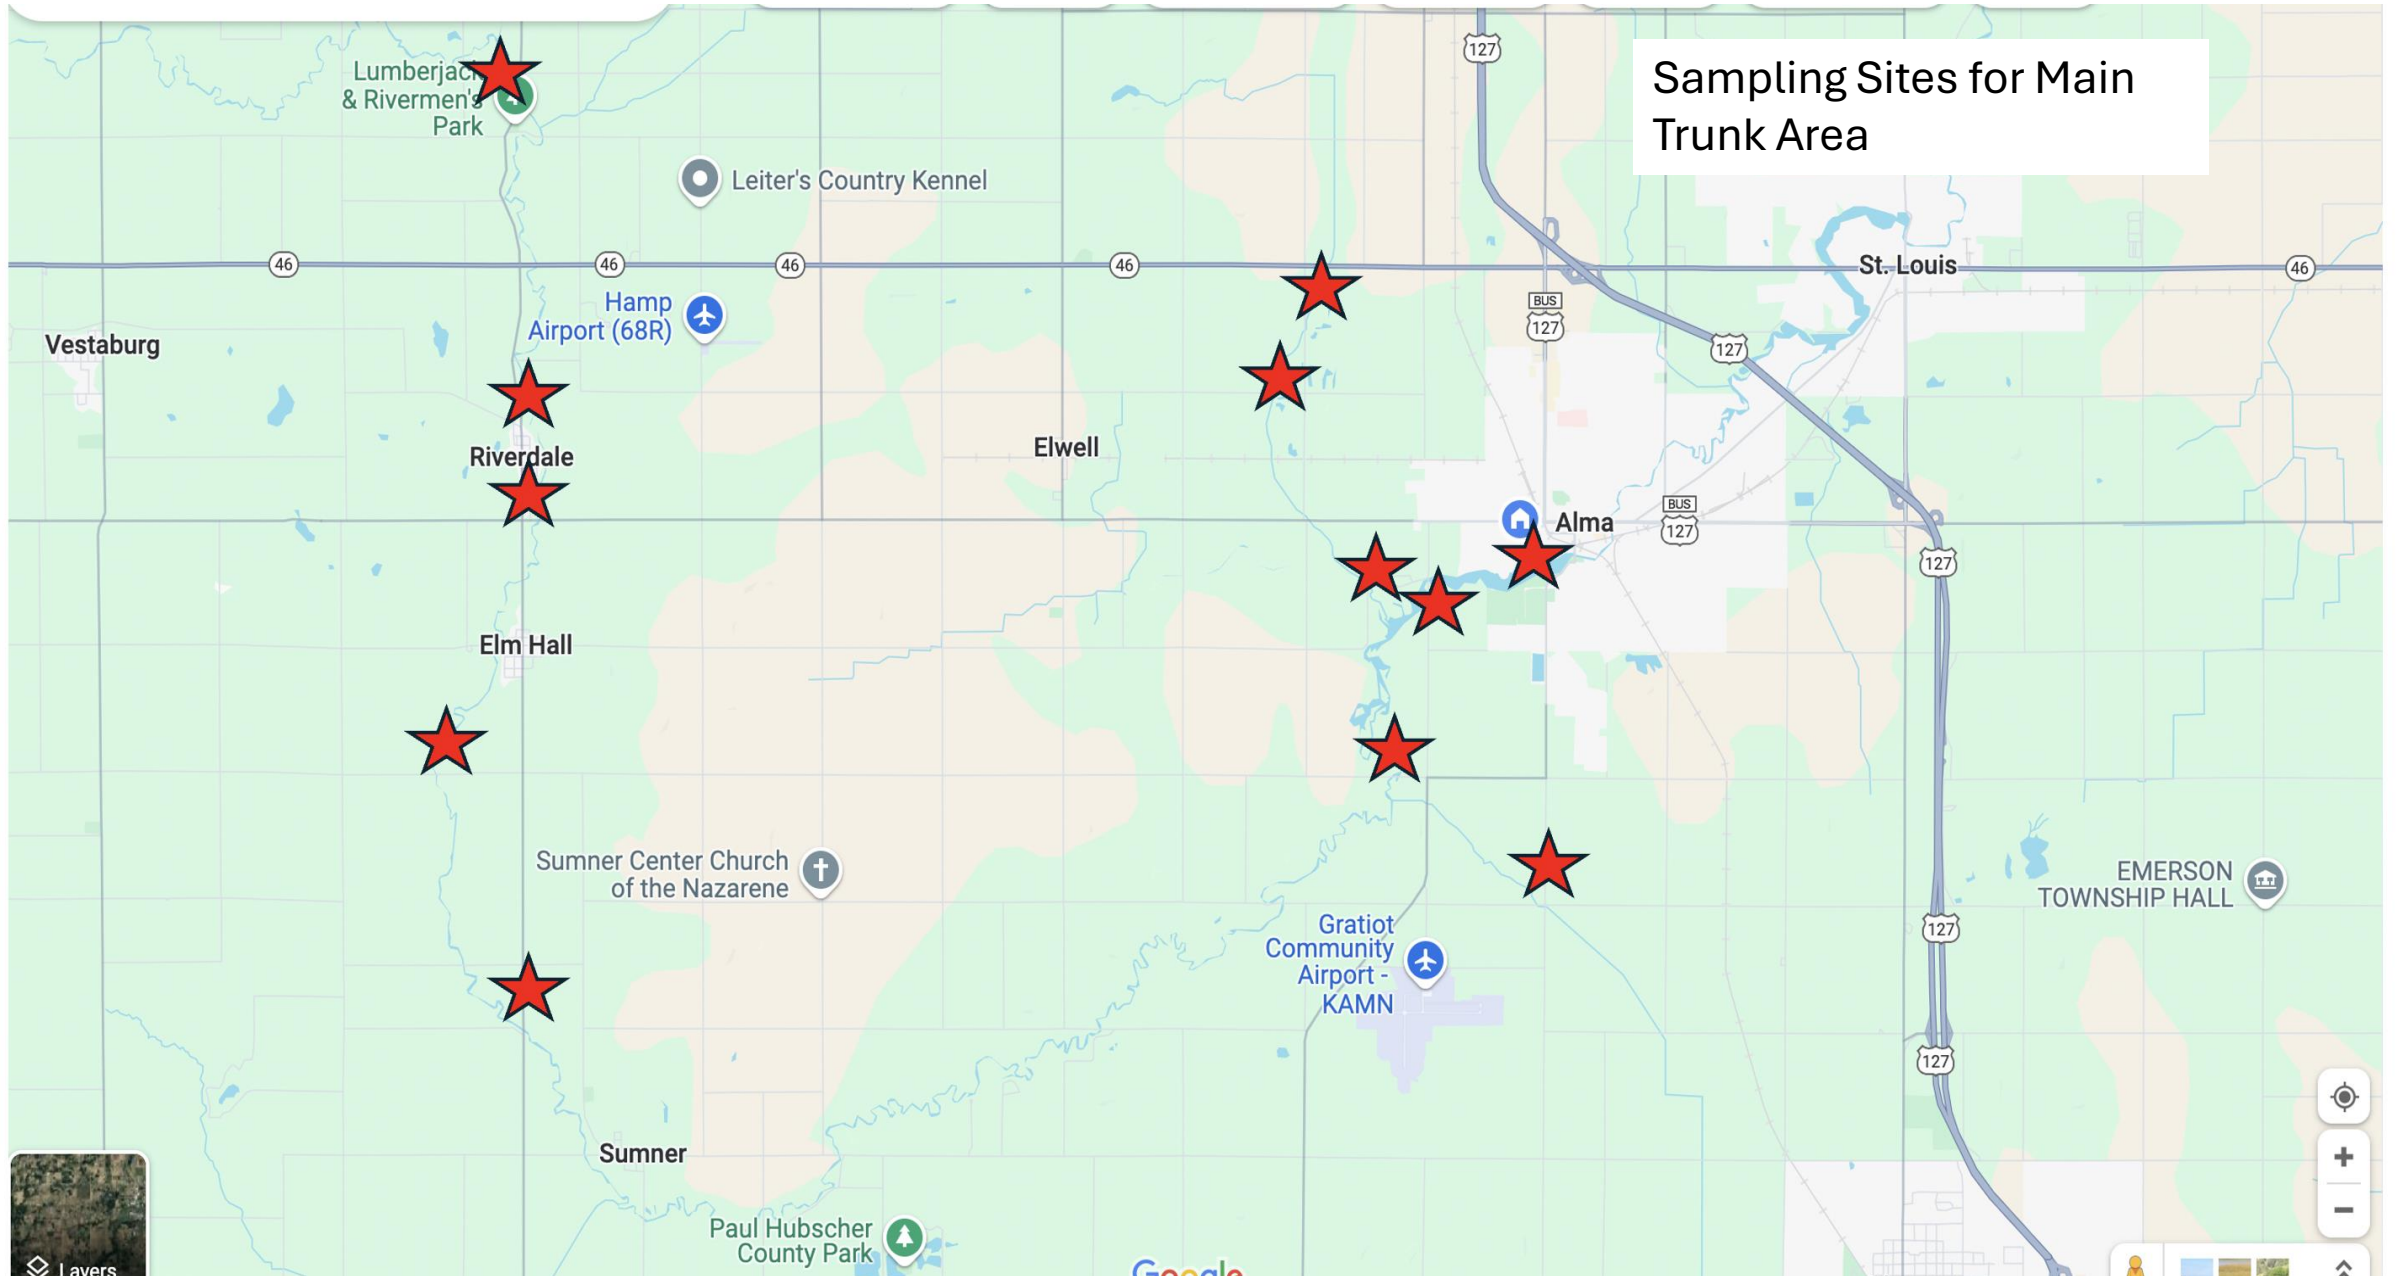 127
Sampling Sites for Main
Trunk Area
Lumberjack
& Rivermen's
Park
Leiter's Country Kennel
46
46
46
46
St. Louis
46
Hamp
Airport (68R)
BUS
127
127
Vestaburg
Riverdale
Elwell
BUS
127
Alma
127
Elm Hall
Sumner Center Church
of the Nazarene
EMERSON
TOWNSHIP HALL
Gratiot
Community
Airport -
KAMN
127
127
Sumner
Paul Hubscher
County Park
Layers
Google